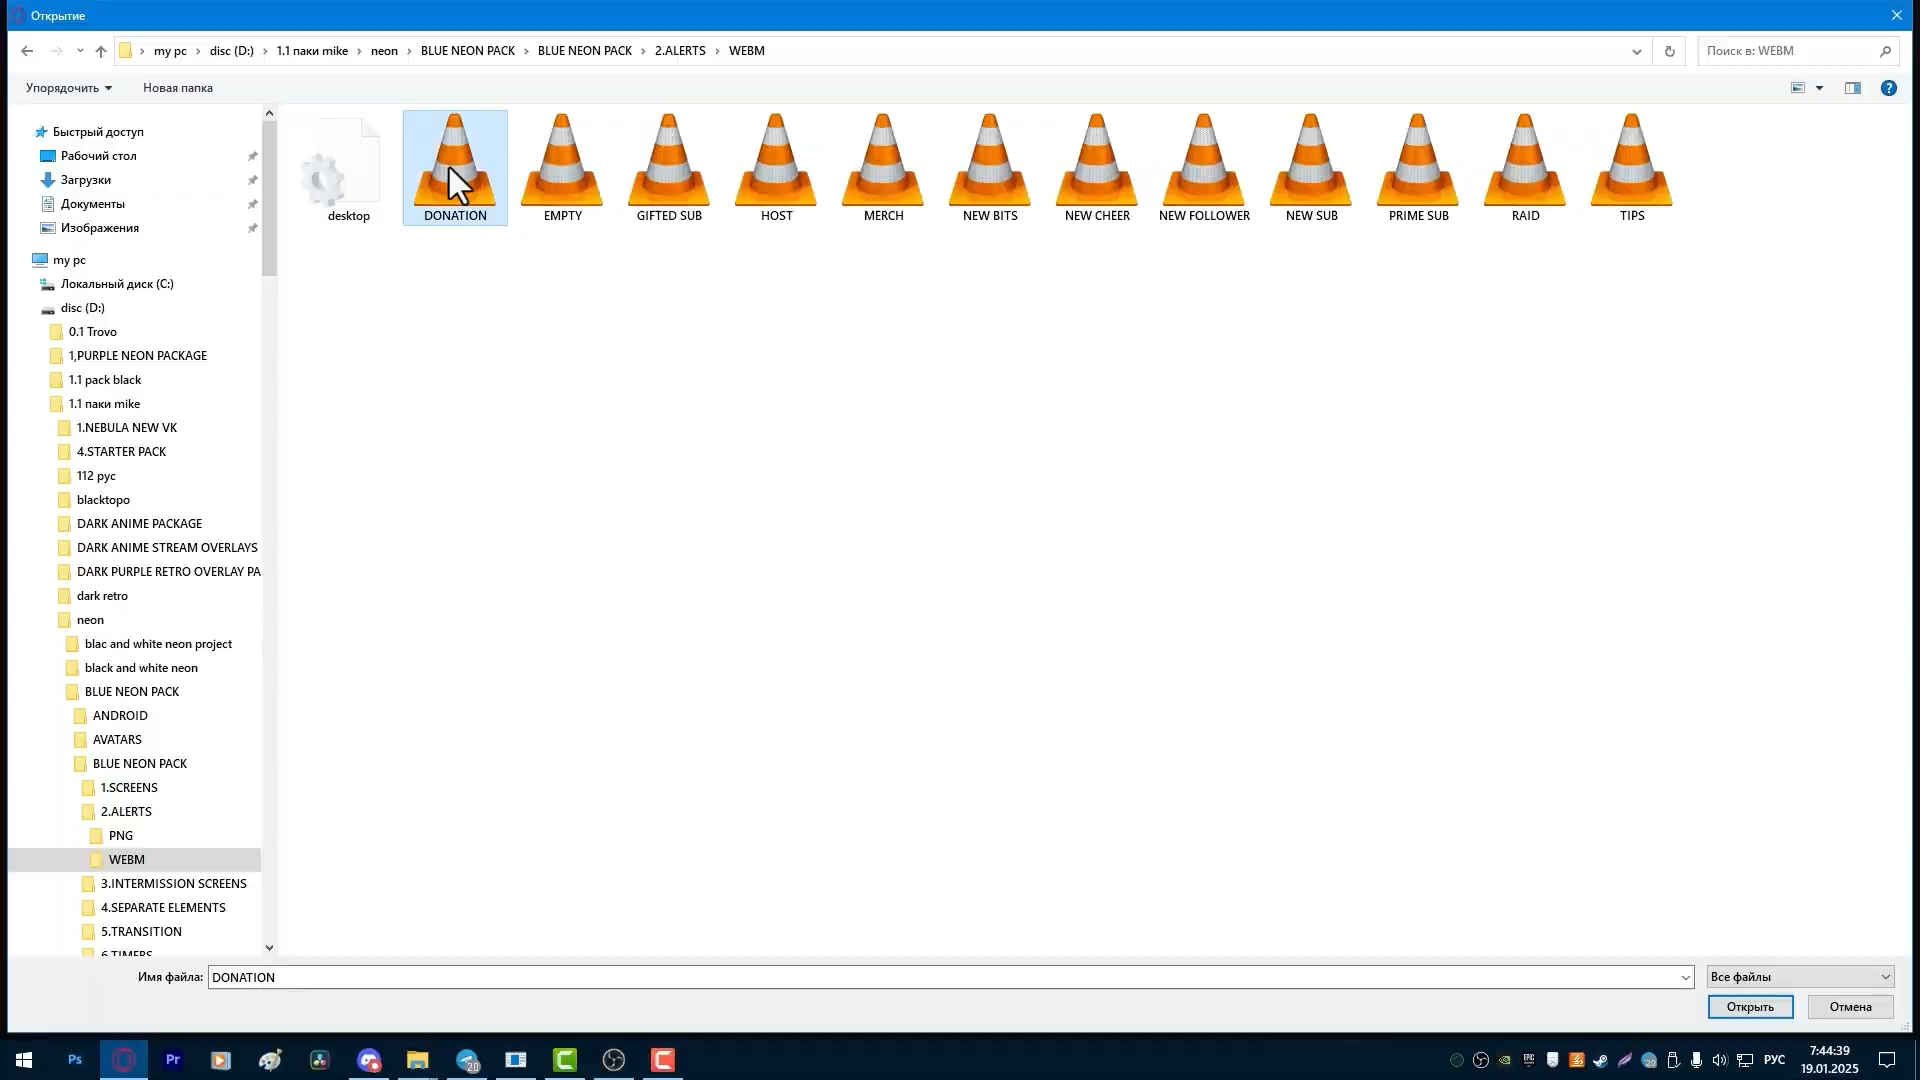 Открытие
my pc
disc (D:)
1.1 паки mike
neon
BLUE NEON PACK
BLUE NEON PACK
2.ALERTS
WEBM
Поиск в: WEBM
Упорядочить
Новая папка
Быстрый доступ
Рабочий стол
Загрузки
Документы
Изображения
my pc
Локальный диск (C:)
disc (D:)
0.1 Trovo
1,PURPLE NEON PACKAGE
1.1 pack black
1.1 паки mike
1.NEBULA NEW VK
4.STARTER PACK
112 рус
blacktopo
DARK ANIME PACKAGE
DARK ANIME STREAM OVERLAYS
DARK PURPLE RETRO OVERLAY PA
dark retro
neon
blac and white neon project
black and white neon
BLUE NEON PACK
ANDROID
AVATARS
BLUE NEON PACK
1.SCREENS
2.ALERTS
PNG
WEBM
3.INTERMISSION SCREENS
4.SEPARATE ELEMENTS
5.TRANSITION
6.TIMERS
desktop
DONATION
EMPTY
GIFTED SUB
HOST
MERCH
NEW BITS
NEW CHEER
NEW FOLLOWER
NEW SUB
PRIME SUB
RAID
TIPS
Имя файла:
DONATION
Все файлы
Открыть
Отмена
Ps
Pr
20
EPIC
20
РУС
7:44:39
19.01.2025